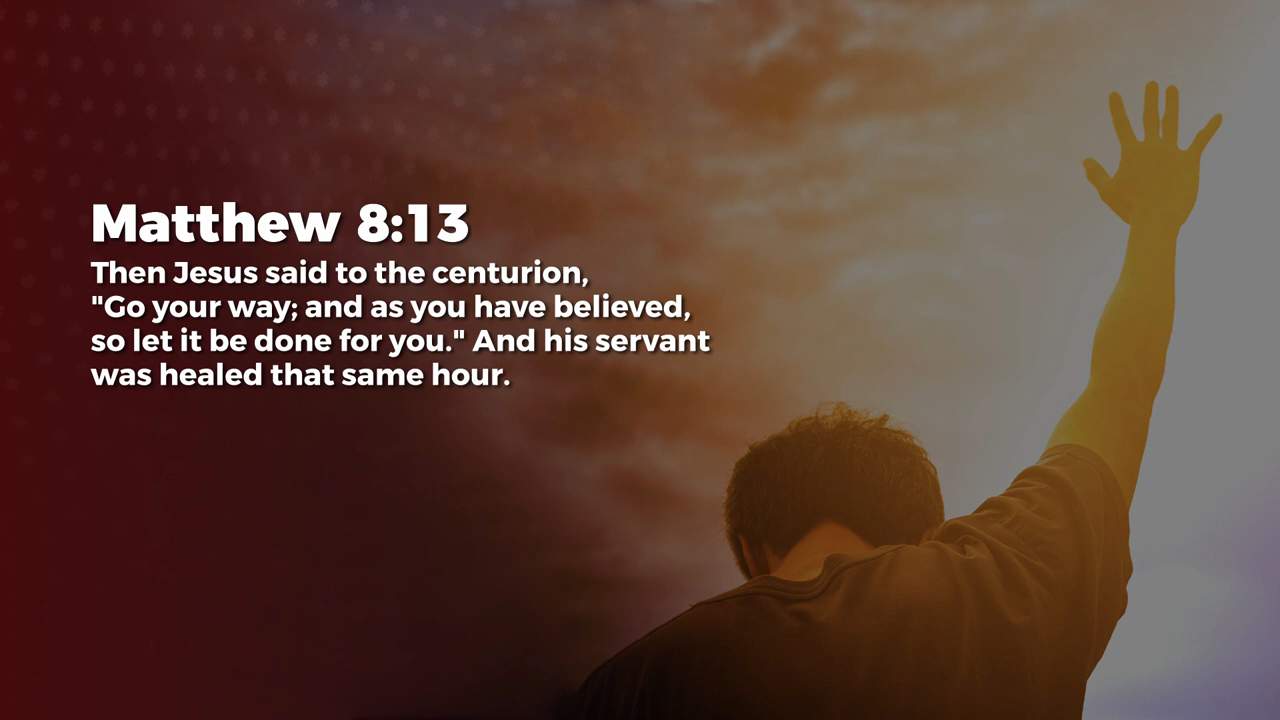 Matthew 8:13
Then Jesus said to the centurion,
"Go your way; and as you have believed,
so let it be done for you." And his servant
was healed that same hour.